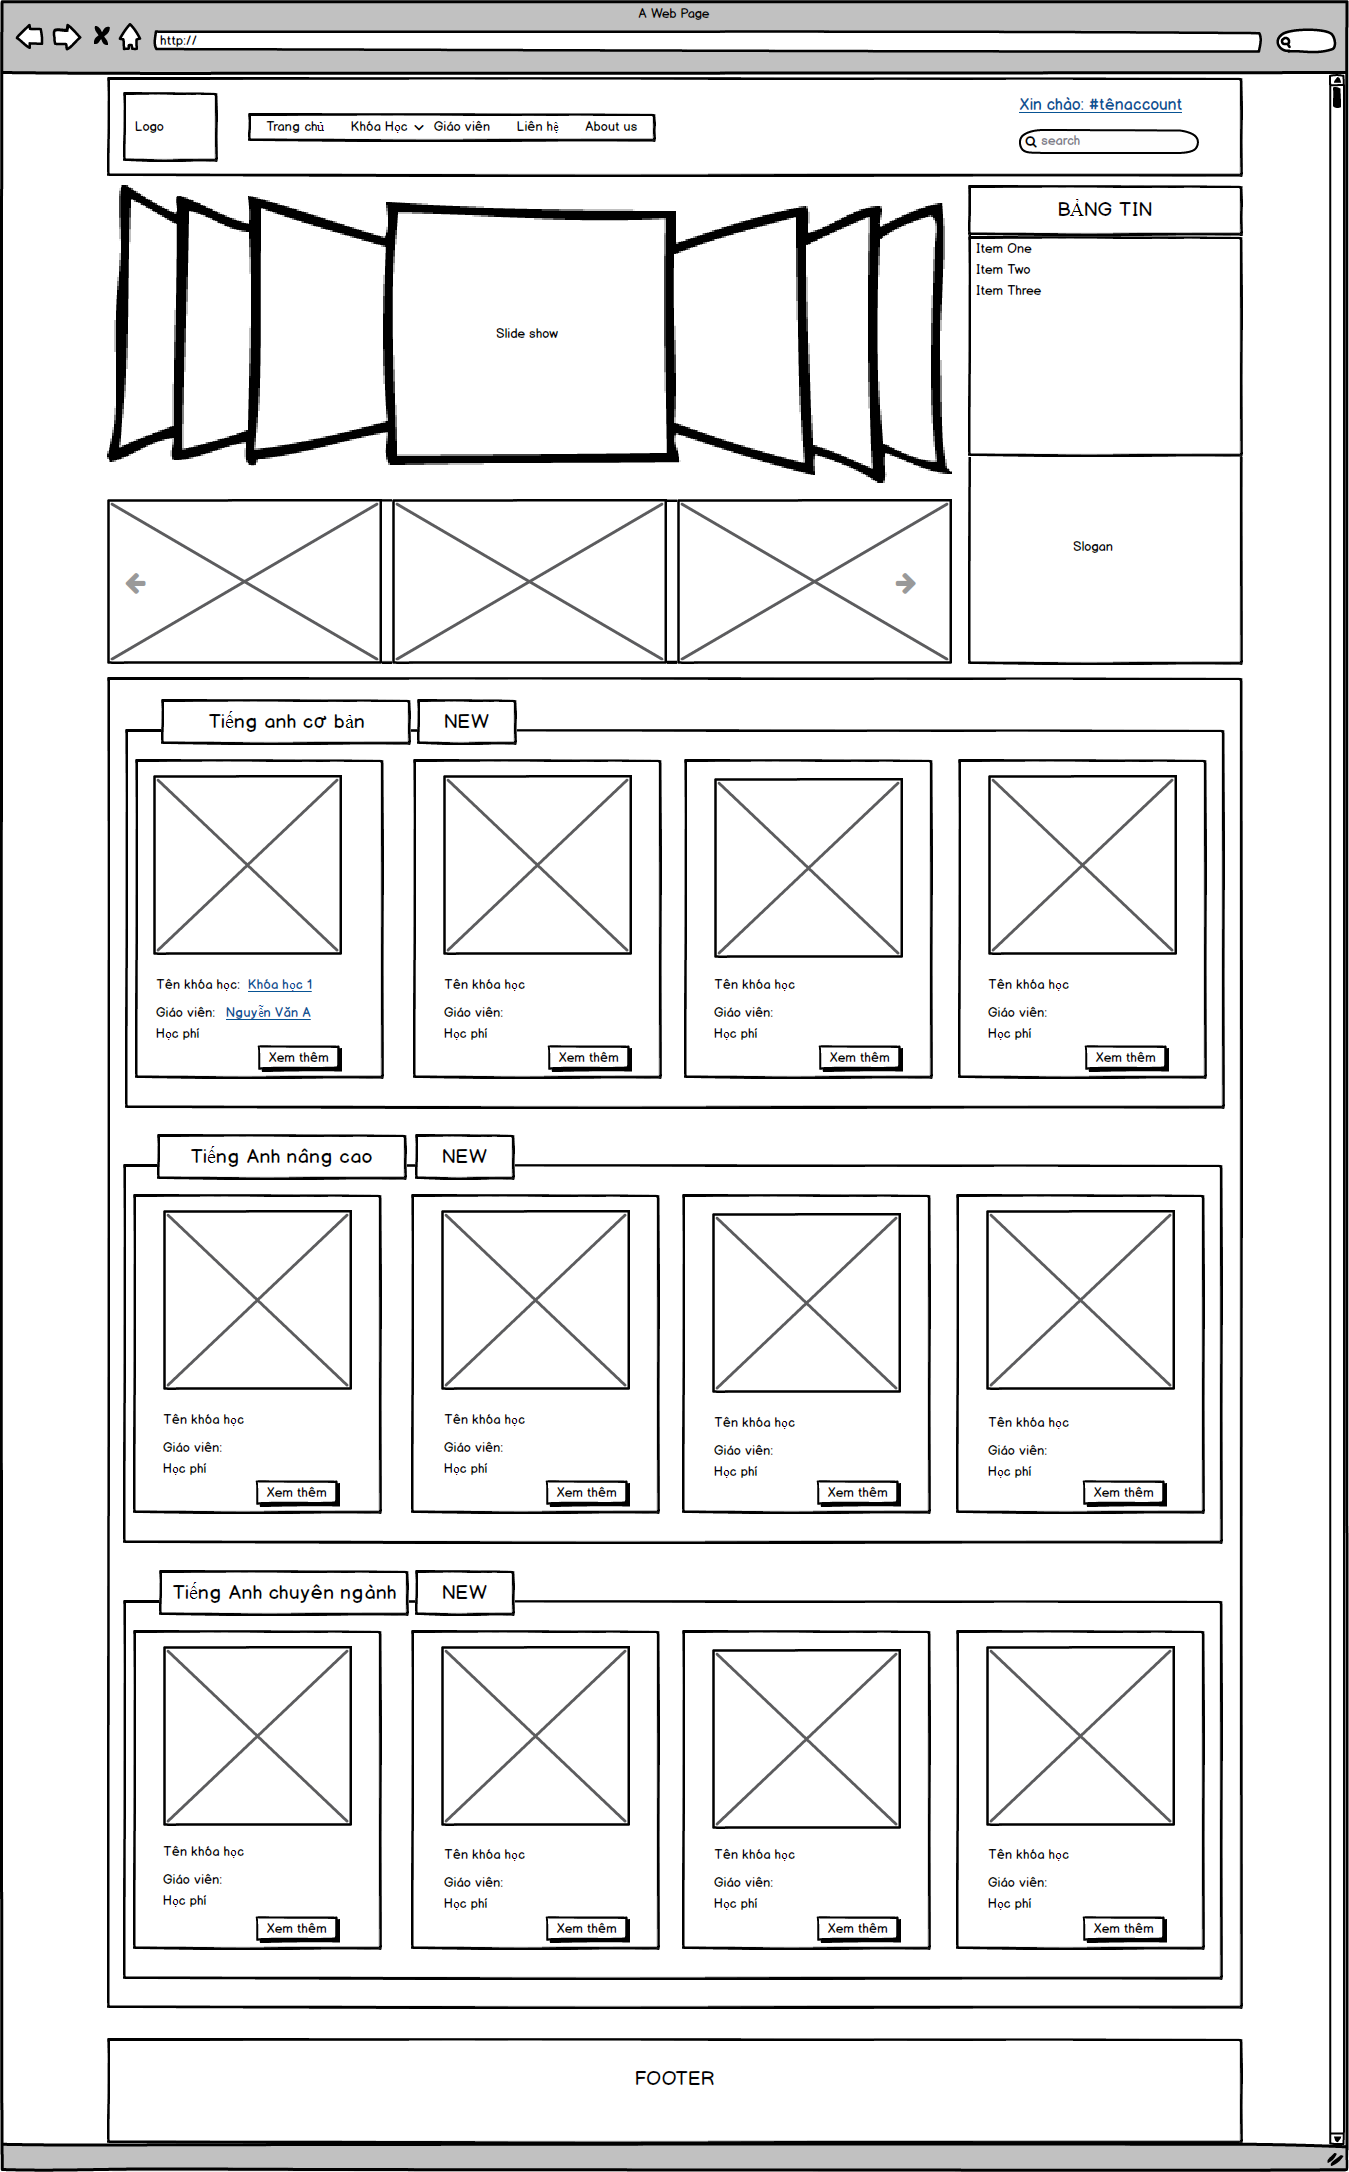 A Web Page
http://
Logo
Trang chủ Khóa Học Giáo viên Liên hệ About us
Xin chào: #tênaccount
search
BẢNG TIN
Item One
Item Two
Item Three
Slide show
Slogan
Tiếng anh cơ bản NEW
Tên khóa học: Khóa học 1
Giáo viên: Nguyễn Văn A
Học phí
Xem thêm
Tên khóa học
Giáo viên:
Học phí
Xem thêm
Tên khóa học
Giáo viên:
Học phí
Xem thêm
Tên khóa học
Giáo viên:
Học phí
Xem thêm
Tiếng Anh nâng cao NEW
Tên khóa học
Giáo viên:
Học phí
Xem thêm
Tên khóa học
Giáo viên:
Học phí
Xem thêm
Tên khóa học
Giáo viên:
Học phí
Xem thêm
Tên khóa học
Giáo viên:
Học phí
Xem thêm
Tiếng Anh chuyên ngành NEW
Tên khóa học
Giáo viên:
Học phí
Xem thêm
Tên khóa học
Giáo viên:
Học phí
Xem thêm
Tên khóa học
Giáo viên:
Học phí
Xem thêm
Tên khóa học
Giáo viên:
Học phí
Xem thêm
FOOTER